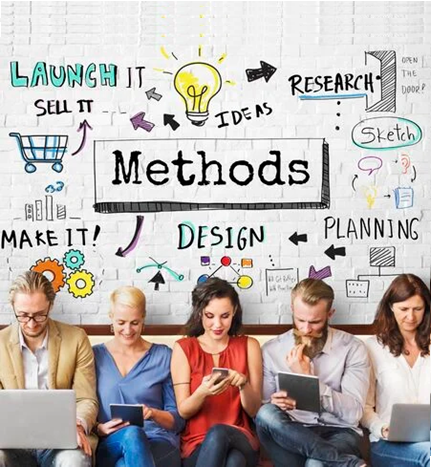 LAUNCH IT
SELL IT
IDEAS
RESEARCH
OPEN
THE
DOOR!
Sketch
Methods
MAKE IT!
DESIGN
PLANNING